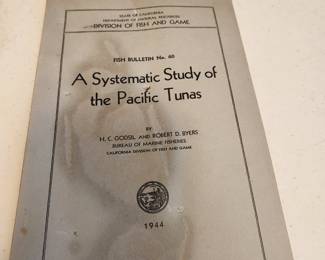 STATE OF CALIFORNIA
DEPARTMENT OF NATURAL RESOURCES
DIVISION OF FISH AND GAME
FISH BULLETIN No. 60
A Systematic Study of
the Pacific Tunas
BY
H. C. GODSIL AND ROBERT D. BYERS
BUREAU OF MARINE FISHERIES
CALIFORNIA DIVISION OF FISH AND GAME
1944